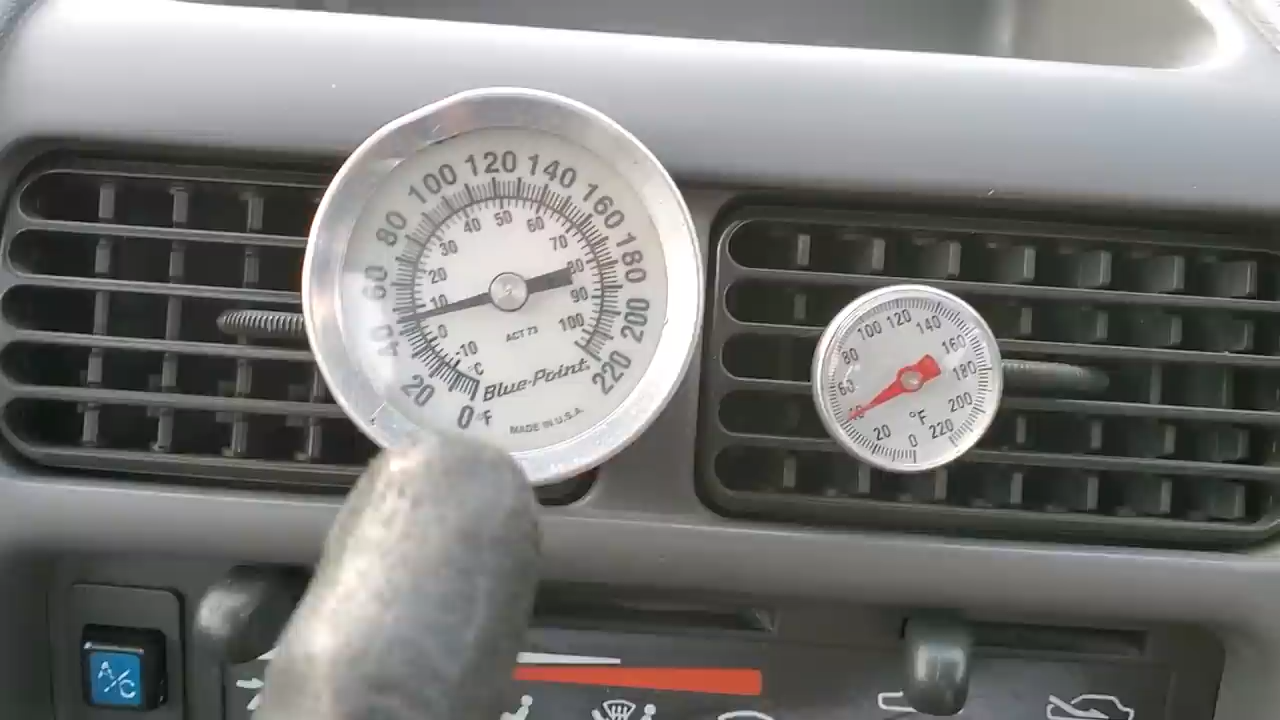 0 20 40 60 80 100 120 140 160 180 200 220
°F
-10 0 10 20 30 40 50 60 70 80 90 100
°C
ACT 73
Blue-Point
MADE IN U.S.A.
0 20 40 60 80 100 120 140 160 180 200 220
°F
A/C